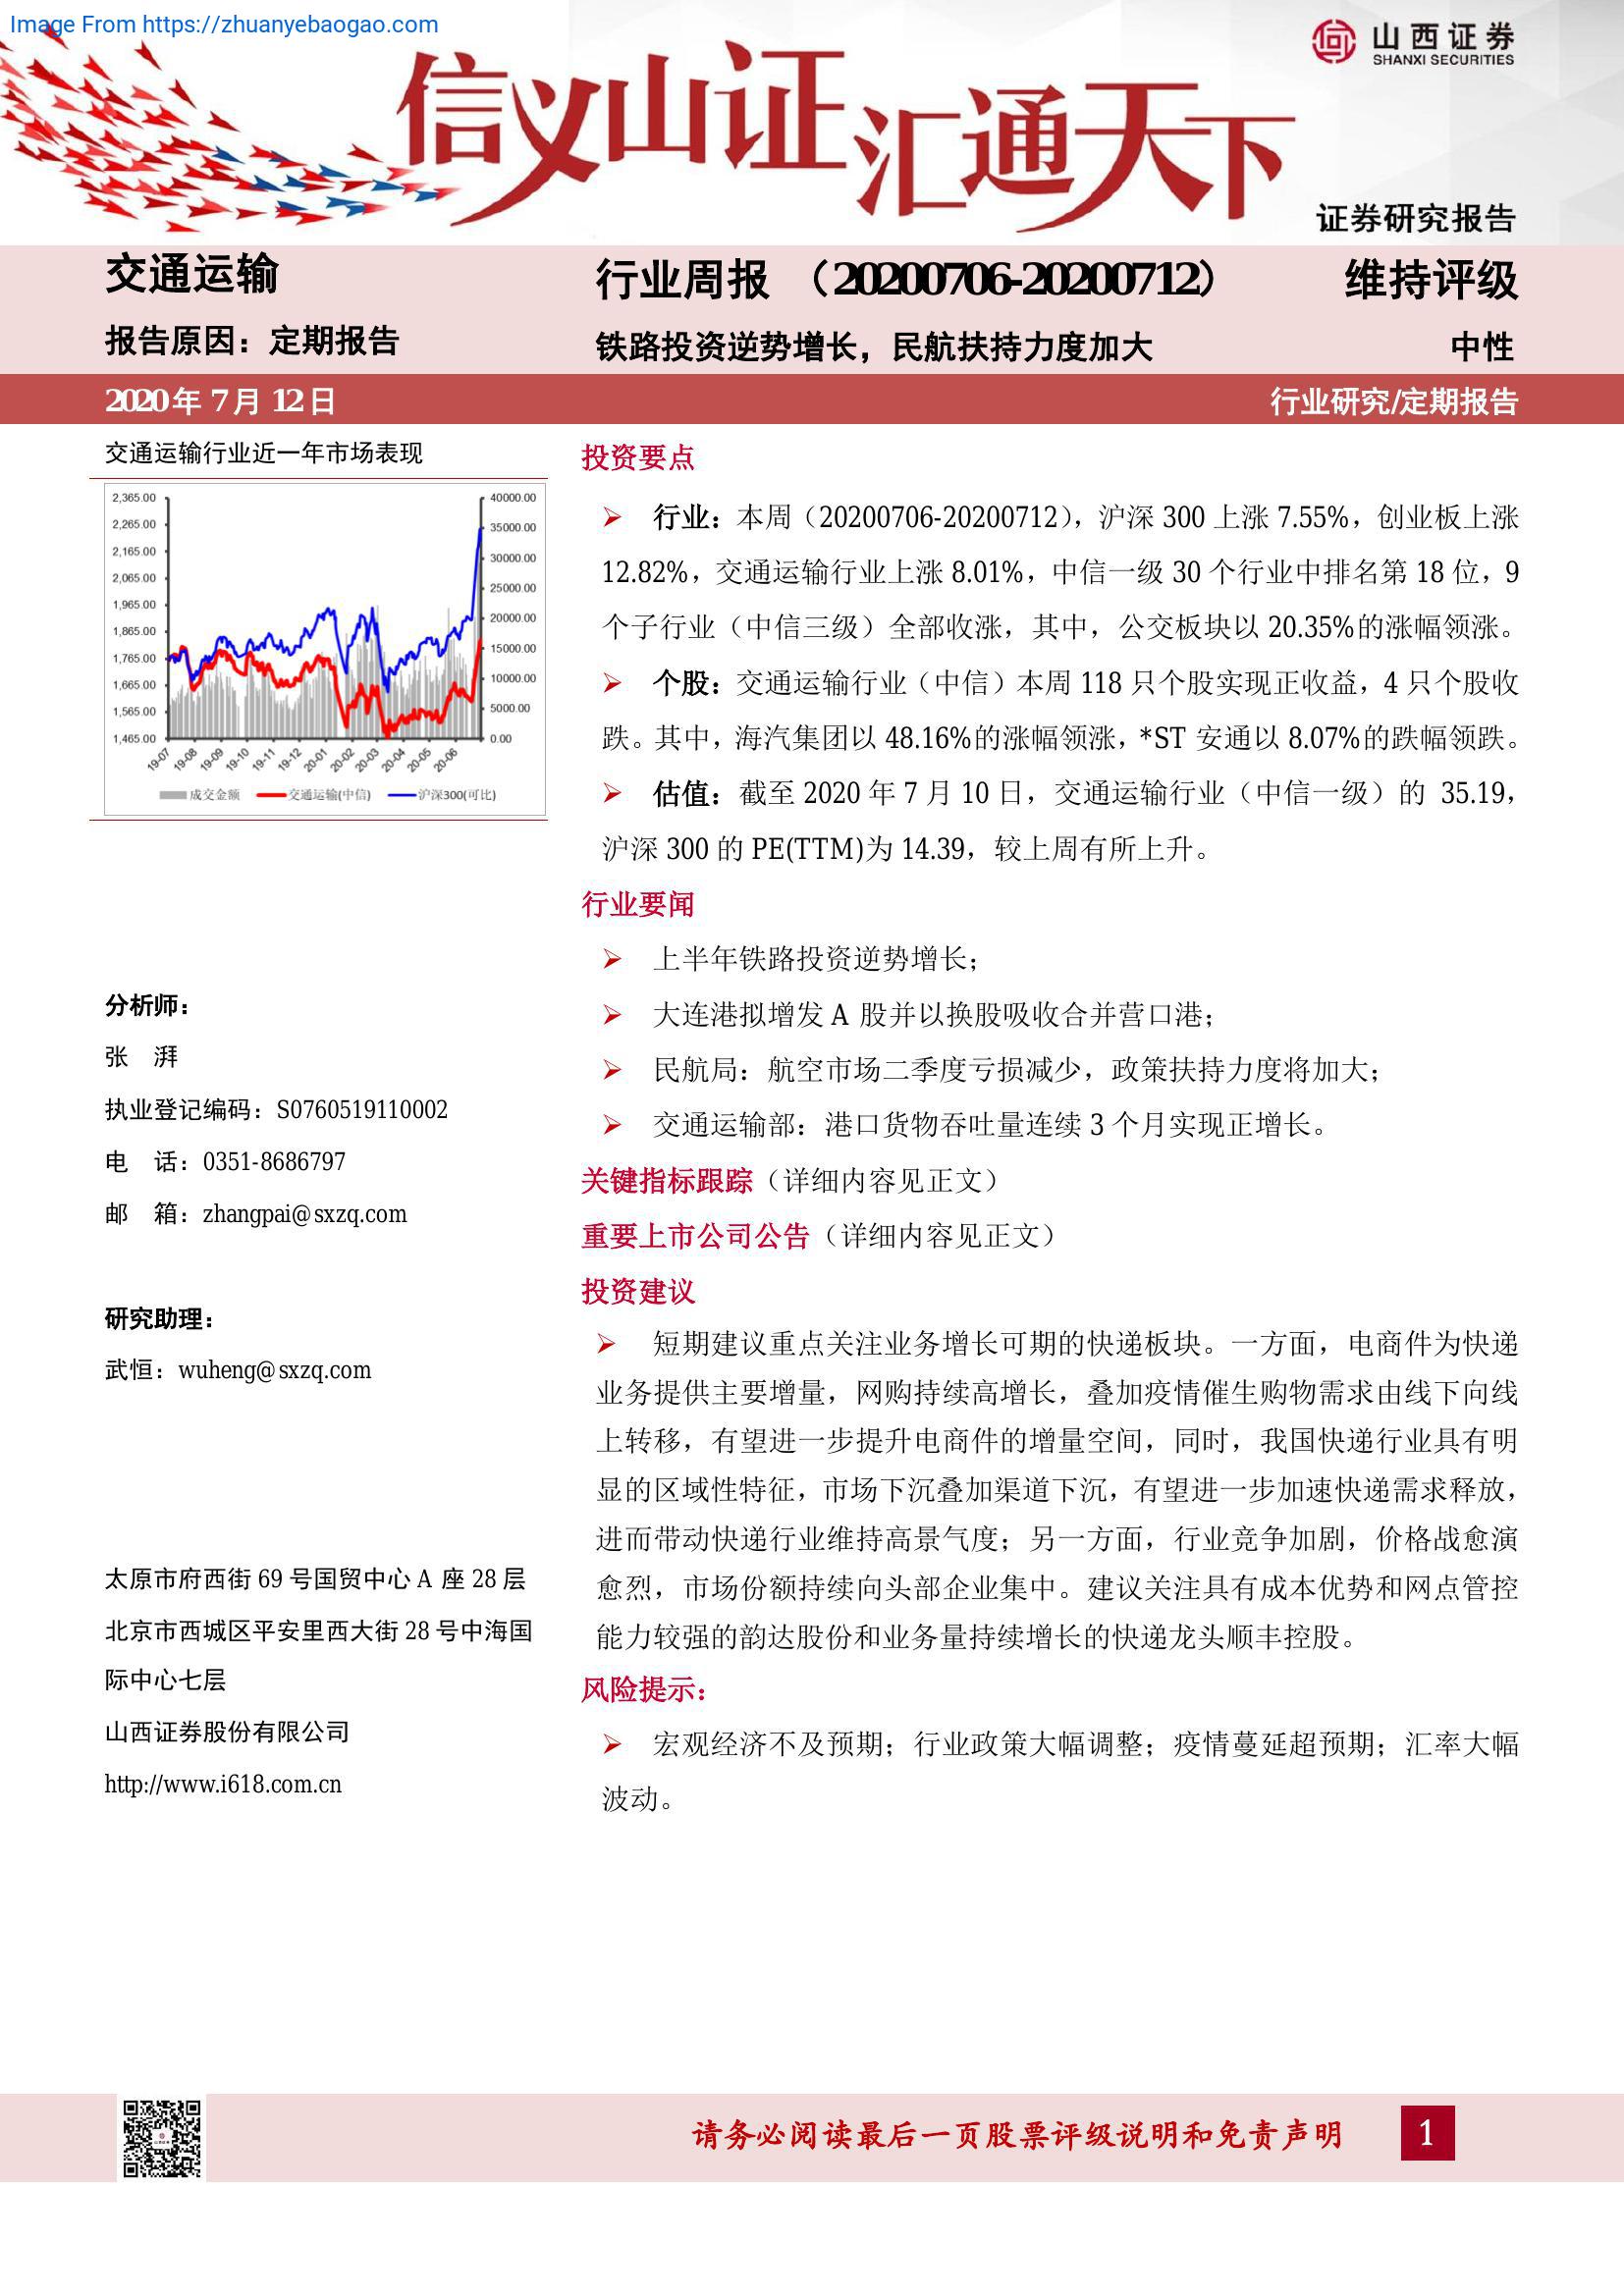 Image From https://zhuanyebaogao.com
山西证券
SHANXI SECURITIES
信义山证汇通天下
证券研究报告
交通运输
行业周报 （20200706-20200712）
维持评级
报告原因：定期报告
铁路投资逆势增长，民航扶持力度加大
中性
2020年 7月 12日
行业研究/定期报告
交通运输行业近一年市场表现
2,365.00
2,265.00
2,165.00
2,065.00
1,965.00
1,865.00
1,765.00
1,665.00
1,565.00
1,465.00
40000.00
35000.00
30000.00
25000.00
20000.00
15000.00
10000.00
5000.00
0.00
19-07 19-08 19-09 19-10 19-11 19-12 20-01 20-02 20-03 20-04 20-05 20-06
成交金额 交通运输(中信) 沪深300(可比)
分析师：
张 湃
执业登记编码：S0760519110002
电 话：0351-8686797
邮 箱：zhangpai@sxzq.com
研究助理：
武恒：wuheng@sxzq.com
太原市府西街 69 号国贸中心 A 座 28 层
北京市西城区平安里西大街 28 号中海国
际中心七层
山西证券股份有限公司
http://www.i618.com.cn
投资要点
➢ 行业：本周（20200706-20200712），沪深 300 上涨 7.55%，创业板上涨
12.82%，交通运输行业上涨 8.01%，中信一级 30 个行业中排名第 18 位，9
个子行业（中信三级）全部收涨，其中，公交板块以 20.35%的涨幅领涨。
➢ 个股：交通运输行业（中信）本周 118 只个股实现正收益，4 只个股收
跌。其中，海汽集团以 48.16%的涨幅领涨，*ST 安通以 8.07%的跌幅领跌。
➢ 估值：截至 2020 年 7 月 10 日，交通运输行业（中信一级）的 35.19，
沪深 300 的 PE(TTM)为 14.39，较上周有所上升。
行业要闻
➢ 上半年铁路投资逆势增长；
➢ 大连港拟增发 A 股并以换股吸收合并营口港；
➢ 民航局：航空市场二季度亏损减少，政策扶持力度将加大；
➢ 交通运输部：港口货物吞吐量连续 3 个月实现正增长。
关键指标跟踪（详细内容见正文）
重要上市公司公告（详细内容见正文）
投资建议
➢ 短期建议重点关注业务增长可期的快递板块。一方面，电商件为快递
业务提供主要增量，网购持续高增长，叠加疫情催生购物需求由线下向线
上转移，有望进一步提升电商件的增量空间，同时，我国快递行业具有明
显的区域性特征，市场下沉叠加渠道下沉，有望进一步加速快递需求释放，
进而带动快递行业维持高景气度；另一方面，行业竞争加剧，价格战愈演
愈烈，市场份额持续向头部企业集中。建议关注具有成本优势和网点管控
能力较强的韵达股份和业务量持续增长的快递龙头顺丰控股。
风险提示：
➢ 宏观经济不及预期；行业政策大幅调整；疫情蔓延超预期；汇率大幅
波动。
请务必阅读最后一页股票评级说明和免责声明
1